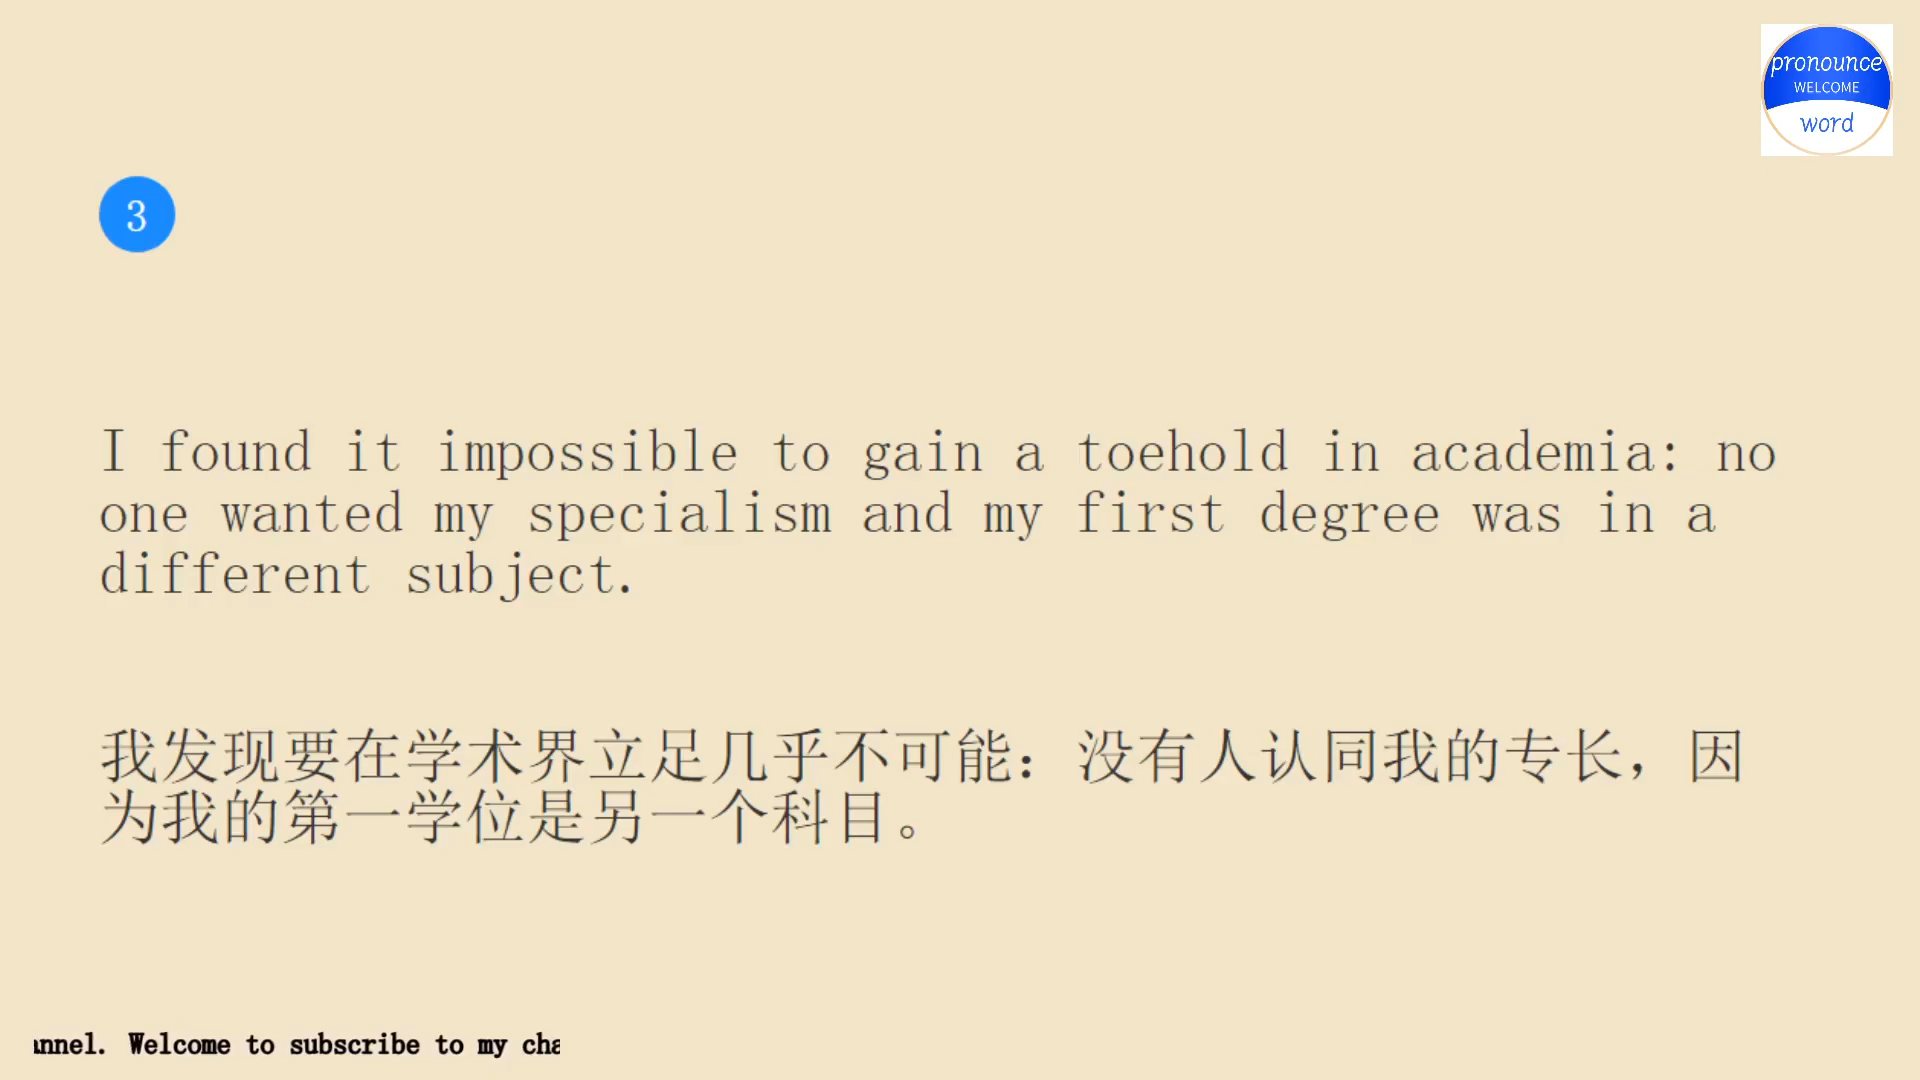 pronounce
WELCOME
word
3
I found it impossible to gain a toehold in academia: no
one wanted my specialism and my first degree was in a
different subject.
我发现要在学术界立足几乎不可能：没有人认同我的专长，因
为我的第一学位是另一个科目。
annel. Welcome to subscribe to my cha